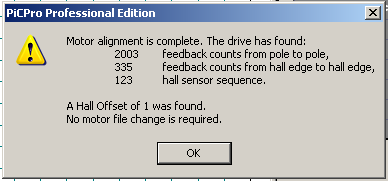 PiCPro Professional Edition
Motor alignment is complete. The drive has found:
2003 feedback counts from pole to pole,
335 feedback counts from hall edge to hall edge,
123 hall sensor sequence.
A Hall Offset of 1 was found.
No motor file change is required.
OK